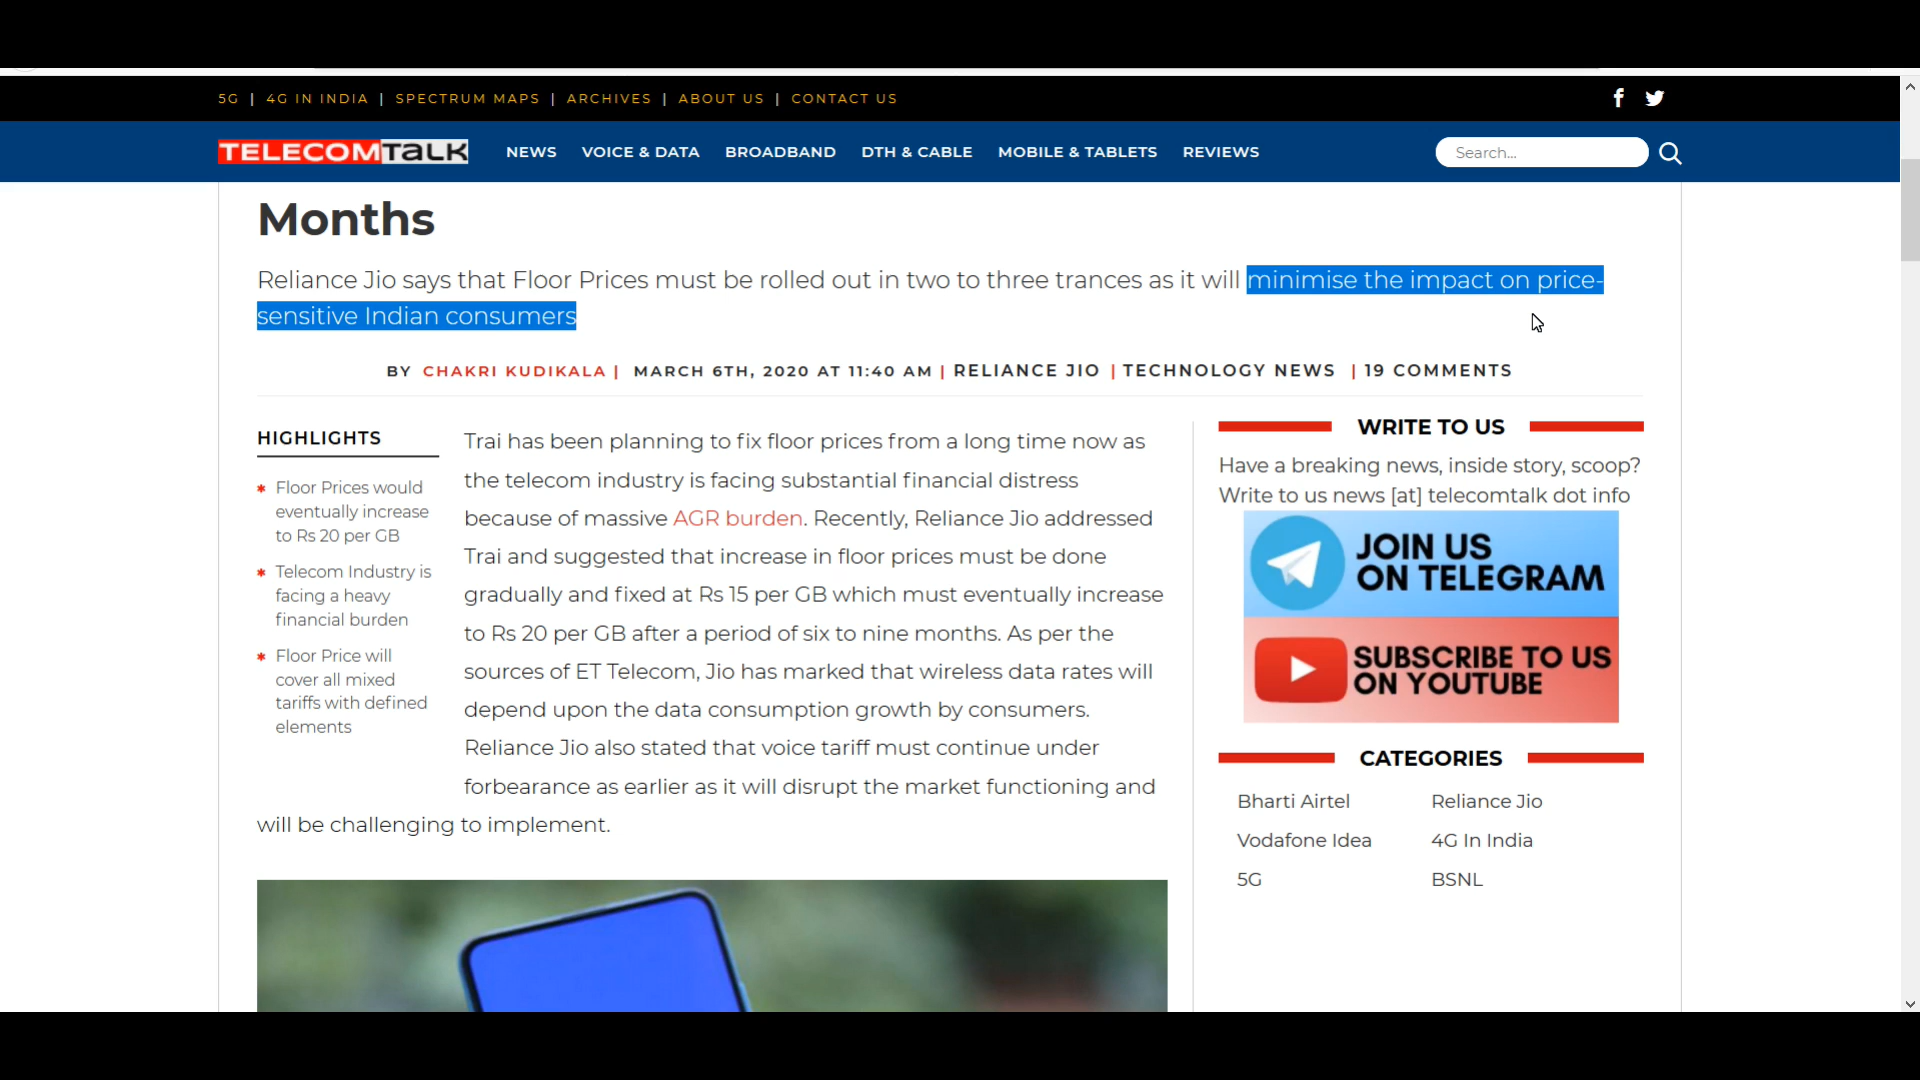 5G | 4G IN INDIA | SPECTRUM MAPS | ARCHIVES | ABOUT US | CONTACT US
TELECOMTALK NEWS VOICE & DATA BROADBAND DTH & CABLE MOBILE & TABLETS REVIEWS Search...
Months
Reliance Jio says that Floor Prices must be rolled out in two to three trances as it will minimise the impact on price-
sensitive Indian consumers
BY CHAKRI KUDIKALA | MARCH 6TH, 2020 AT 11:40 AM | RELIANCE JIO | TECHNOLOGY NEWS | 19 COMMENTS
HIGHLIGHTS
* Floor Prices would
eventually increase
to Rs 20 per GB
* Telecom Industry is
facing a heavy
financial burden
* Floor Price will
cover all mixed
tariffs with defined
elements
Trai has been planning to fix floor prices from a long time now as
the telecom industry is facing substantial financial distress
because of massive AGR burden. Recently, Reliance Jio addressed
Trai and suggested that increase in floor prices must be done
gradually and fixed at Rs 15 per GB which must eventually increase
to Rs 20 per GB after a period of six to nine months. As per the
sources of ET Telecom, Jio has marked that wireless data rates will
depend upon the data consumption growth by consumers.
Reliance Jio also stated that voice tariff must continue under
forbearance as earlier as it will disrupt the market functioning and
will be challenging to implement.
WRITE TO US
Have a breaking news, inside story, scoop?
Write to us news [at] telecomtalk dot info
JOIN US
ON TELEGRAM
SUBSCRIBE TO US
ON YOUTUBE
CATEGORIES
Bharti Airtel Reliance Jio
Vodafone Idea 4G In India
5G BSNL